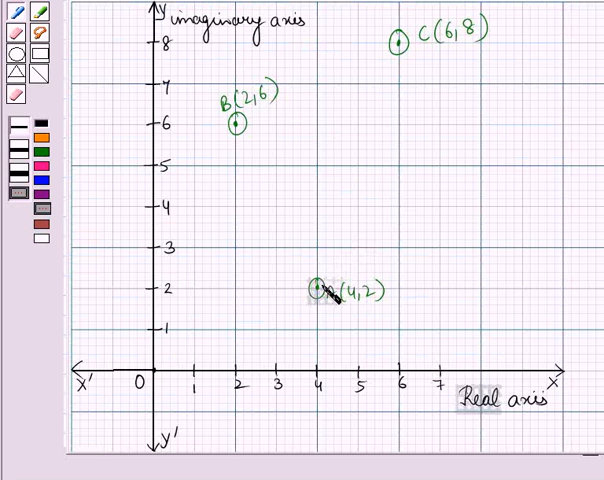 Y imaginary axis
C(6,8)
8
7
B(2,6)
6
5
4
3
2
A(4,2)
1
X' O 1 2 3 4 5 6 7 X
Real axis
Y'